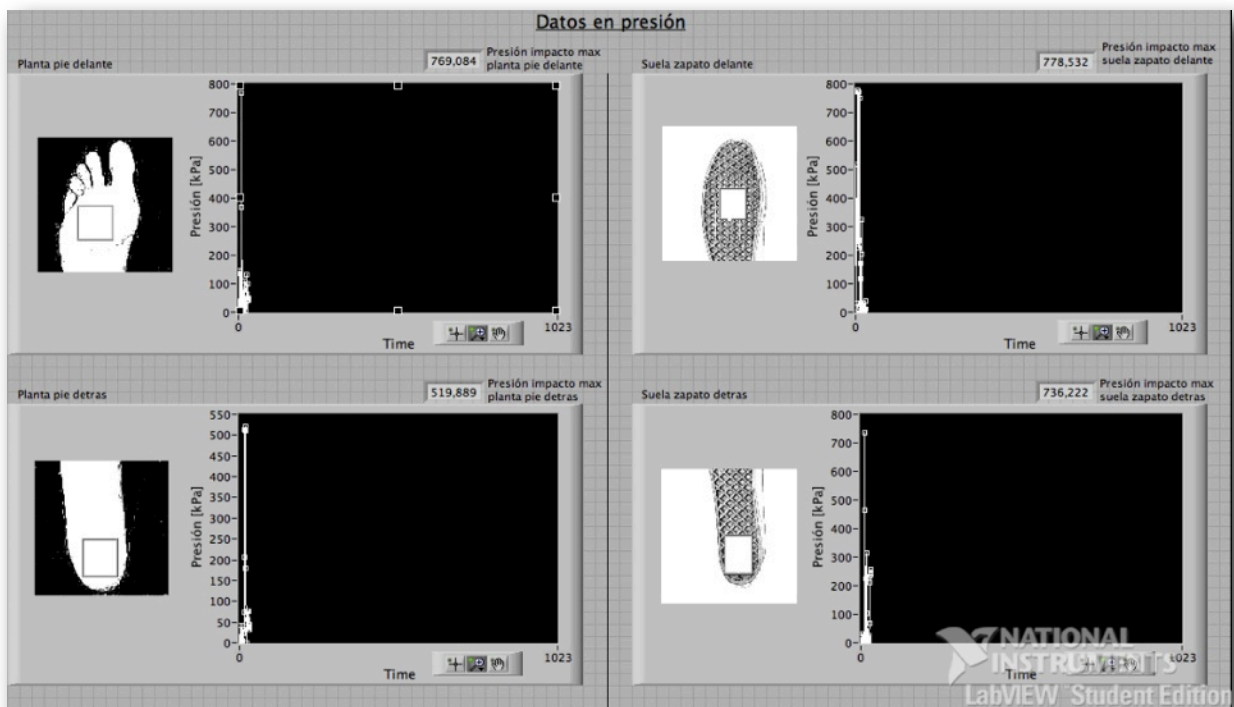 Datos en presión
Planta pie delante
769,084
Presión impacto max
planta pie delante
Presión [kPa]
800
700
600
500
400
300
200
100
0
0
1023
Time
Suela zapato delante
778,532
Presión impacto max
suela zapato delante
Presión [kPa]
800
700
600
500
400
300
200
100
0
0
1023
Time
Planta pie detras
519,889
Presión impacto max
planta pie detras
Presión [kPa]
550
500
450
400
350
300
250
200
150
100
50
0
0
1023
Time
Suela zapato detras
736,222
Presión impacto max
suela zapato detras
Presión [kPa]
800
700
600
500
400
300
200
100
0
0
1023
Time
NATIONAL
INSTRUMENTS
LabVIEW Student Edition